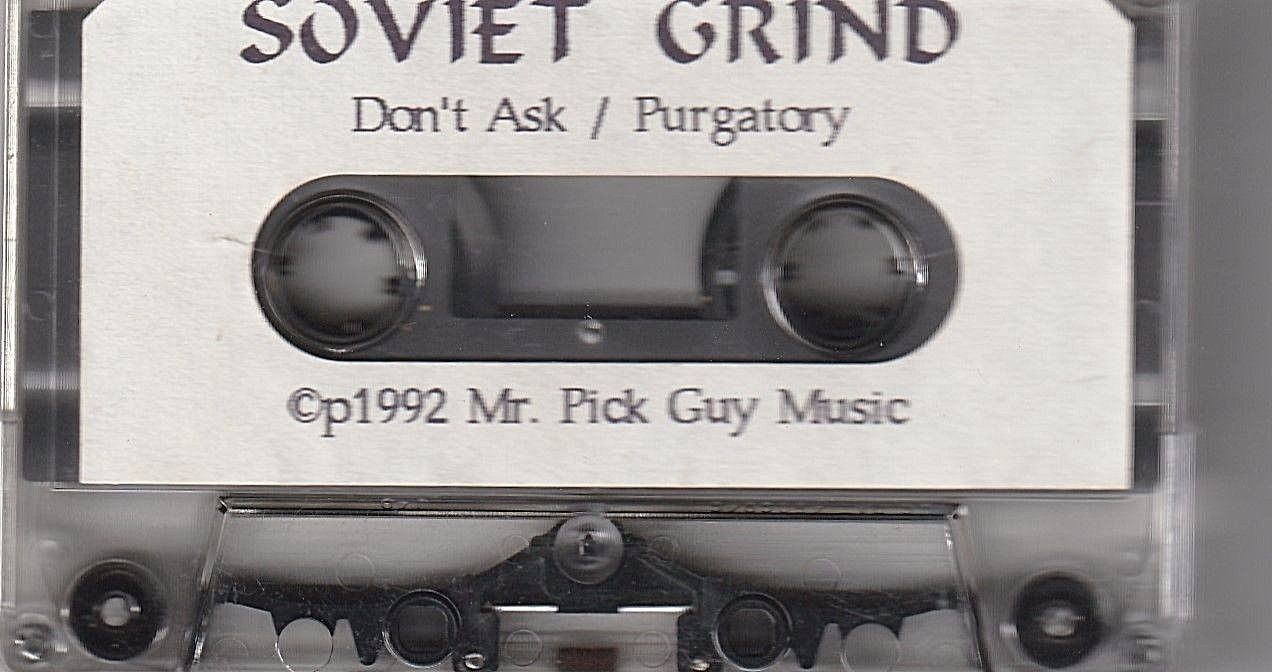 SOVIET GRIND
Don't Ask / Purgatory
©p1992 Mr. Pick Guy Music